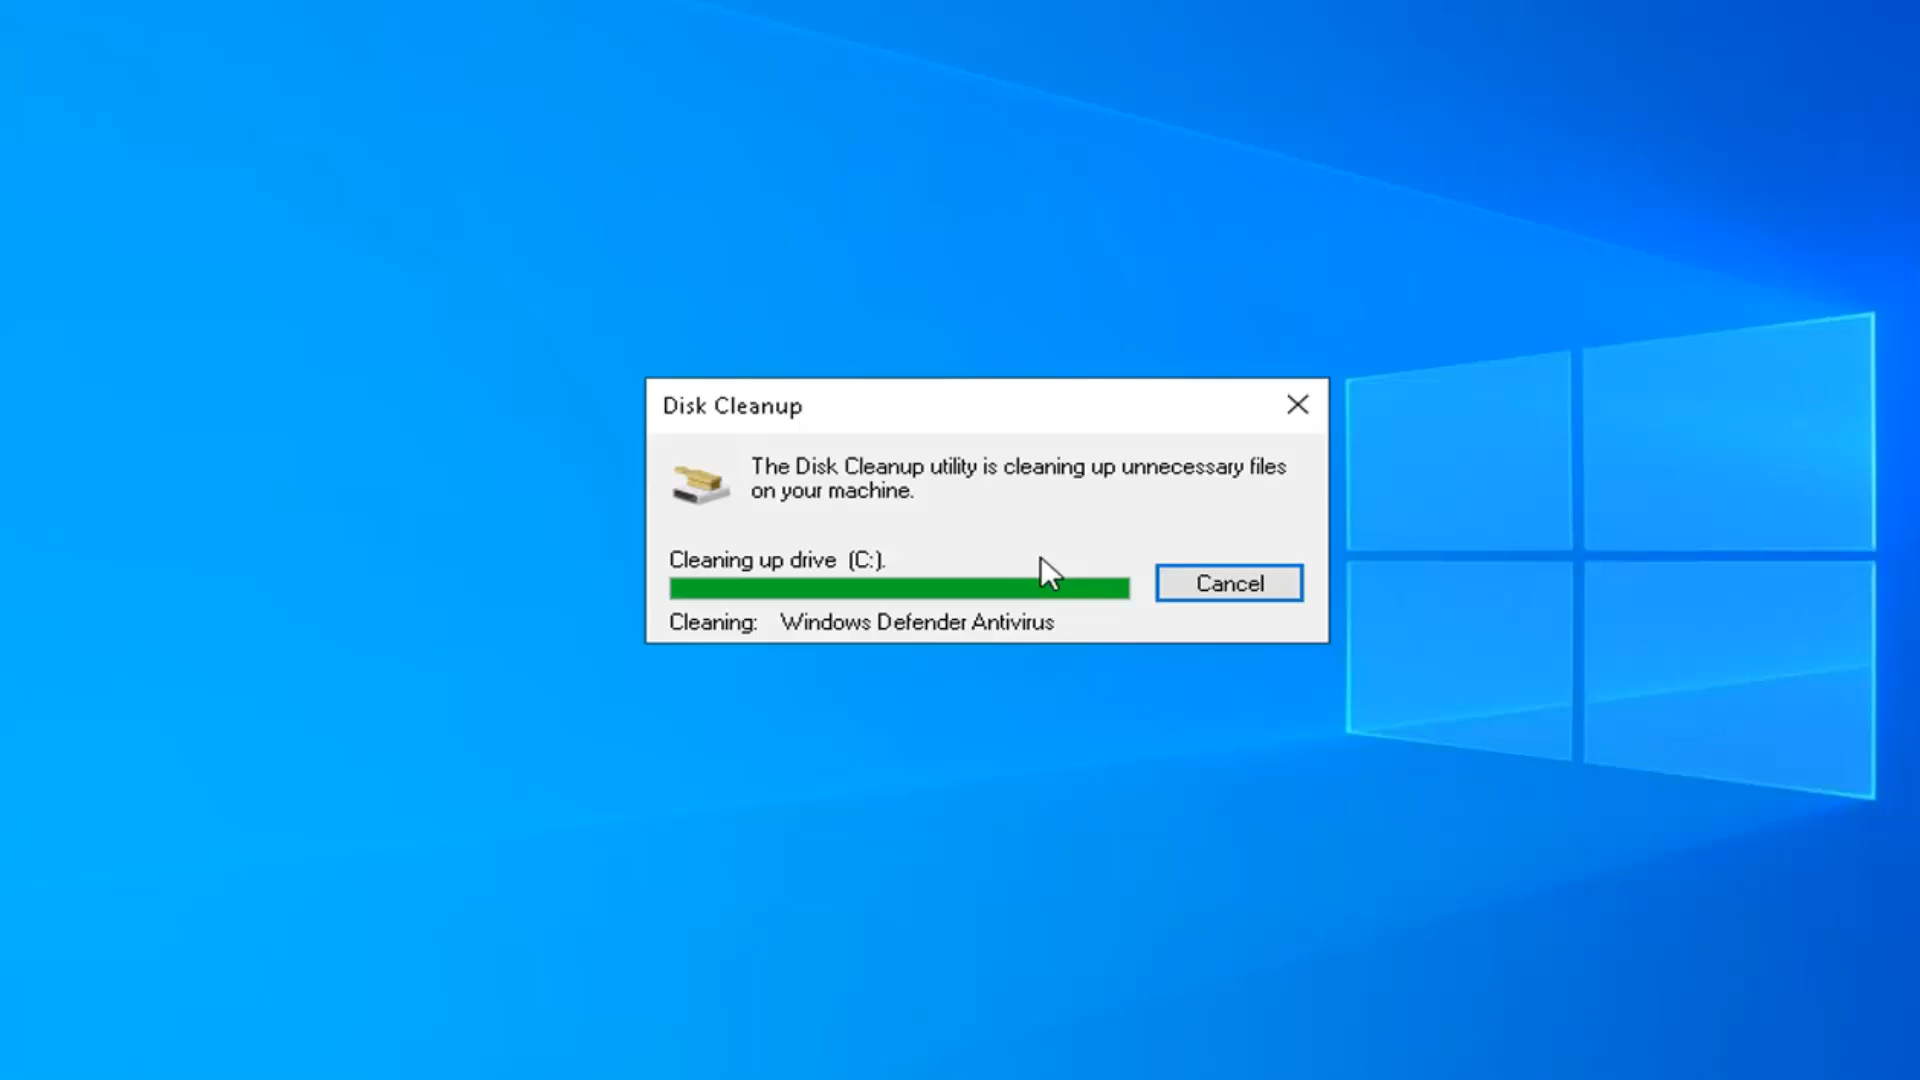 Disk Cleanup
The Disk Cleanup utility is cleaning up unnecessary files
on your machine.
Cleaning up drive (C:).
Cancel
Cleaning: Windows Defender Antivirus